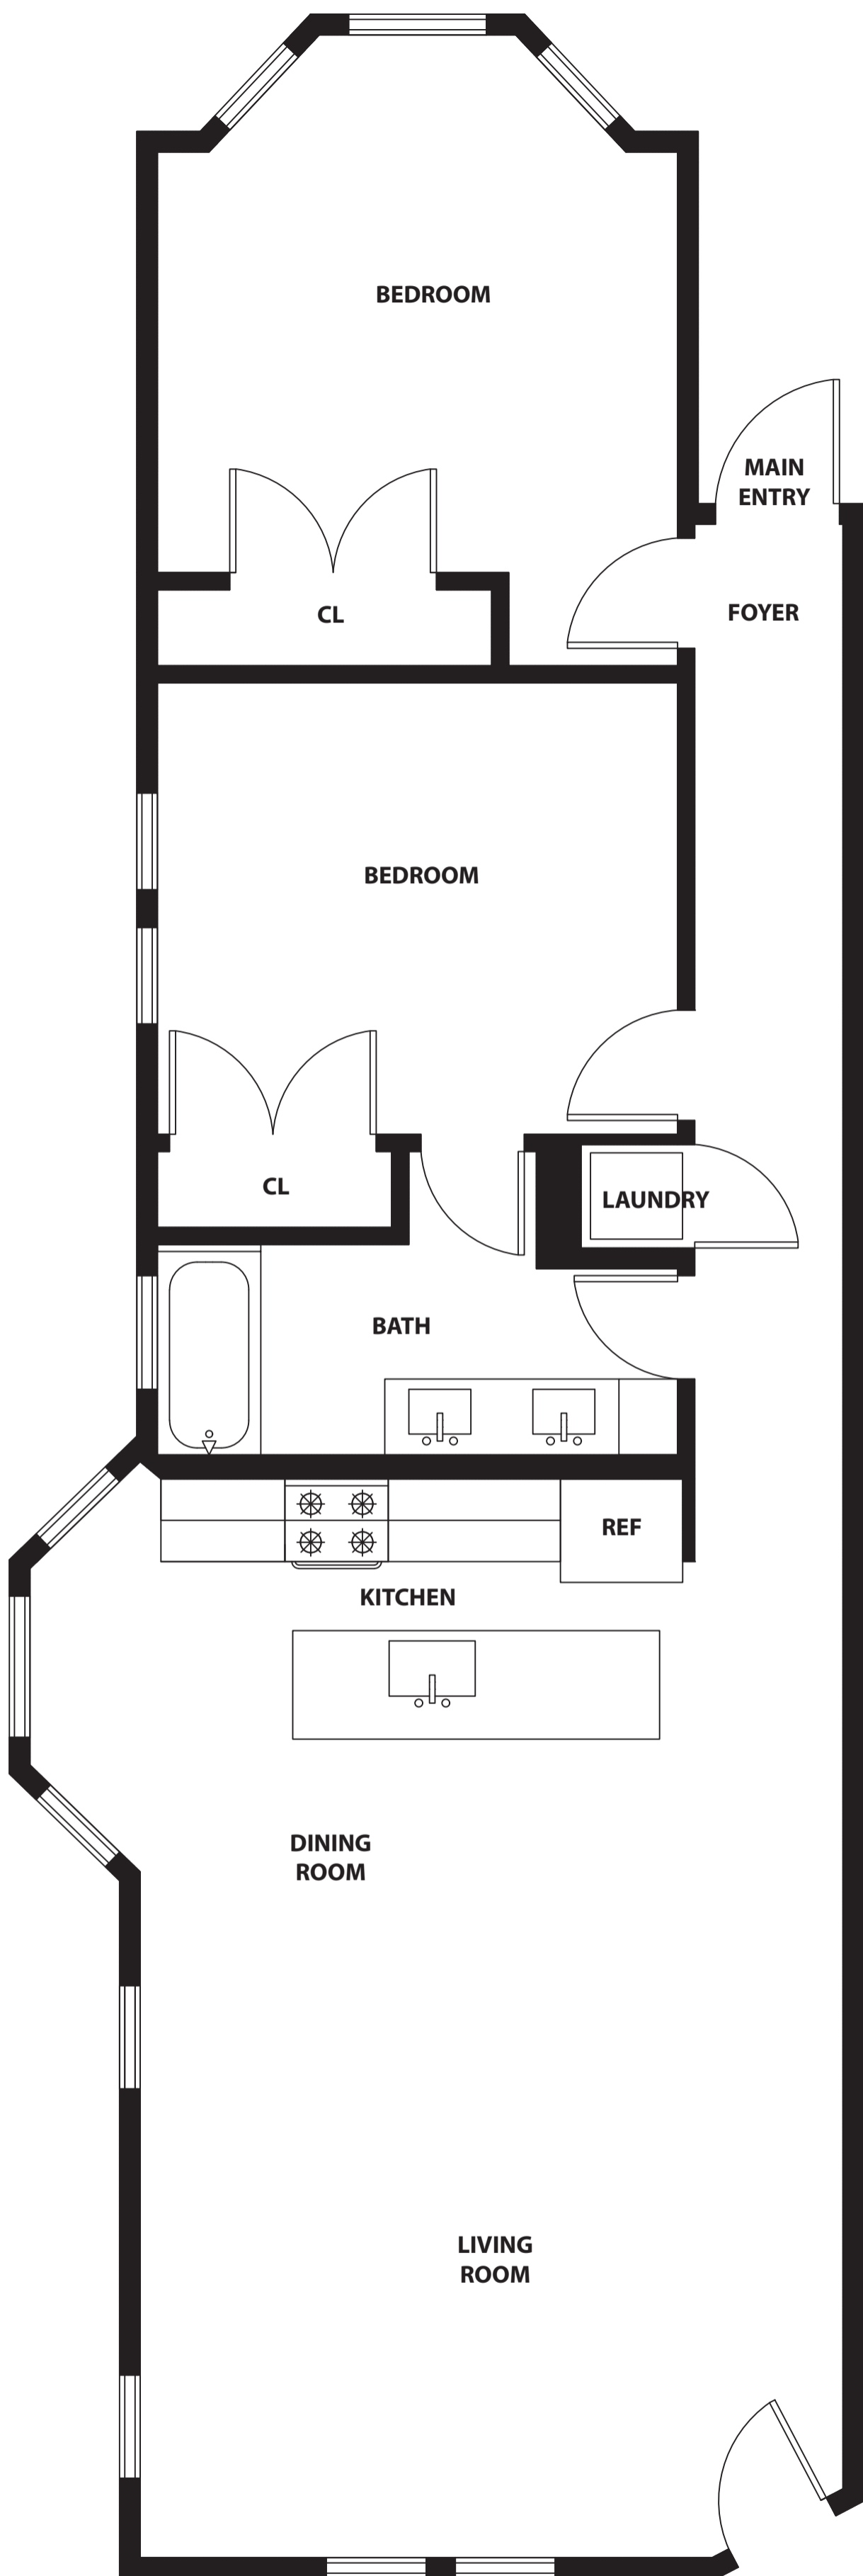 BEDROOM
MAIN
ENTRY
FOYER
CL
BEDROOM
CL
LAUNDRY
BATH
REF
KITCHEN
DINING
ROOM
LIVING
ROOM